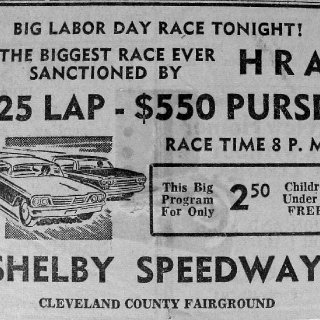 BIG LABOR DAY RACE TONIGHT!
THE BIGGEST RACE EVER
SANCTIONED BY HRA
25 LAP - $550 PURSE
RACE TIME 8 P. M
This Big
Program
For Only
2 50
Childr
Under
FREE
SHELBY SPEEDWAY
CLEVELAND COUNTY FAIRGROUND